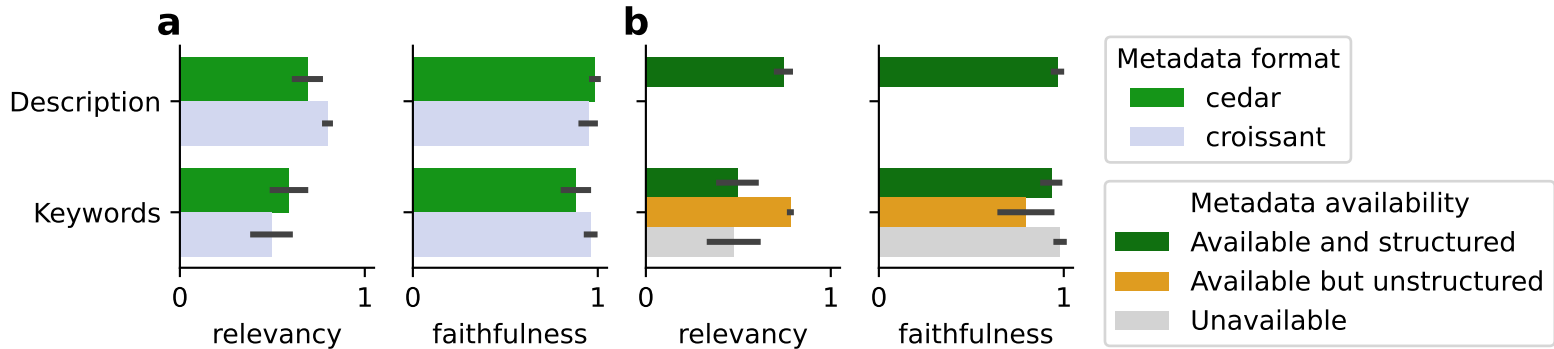 a
b
Description
Keywords
0 1
relevancy
0 1
faithfulness
0 1
relevancy
0 1
faithfulness
Metadata format
cedar
croissant
Metadata availability
Available and structured
Available but unstructured
Unavailable